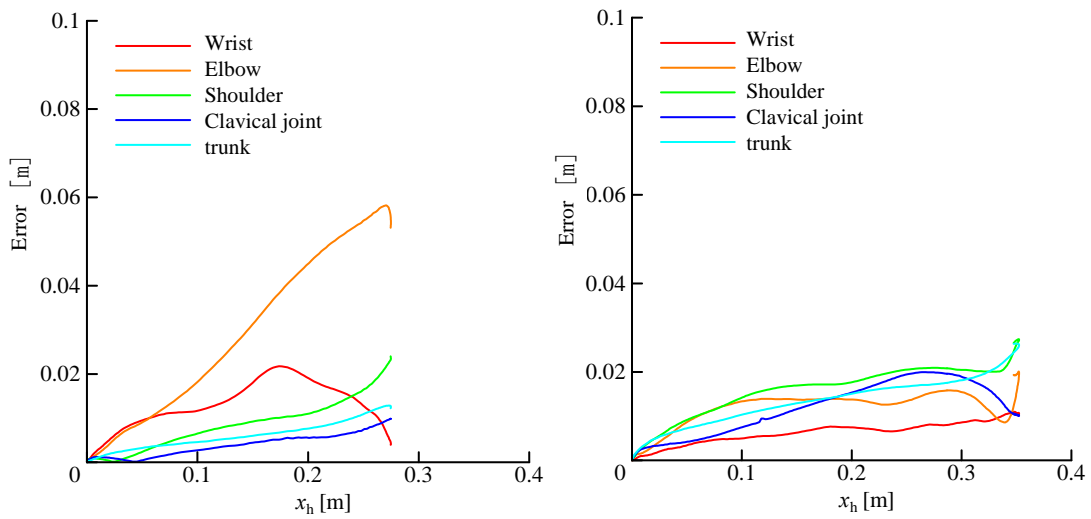 0.1
Wrist
Elbow
Shoulder
Clavical joint
trunk
0.08
0.06
0.04
0.02
0
0.1
0.2
0.3
0.4
Error [m]
xh [m]
0.1
Wrist
Elbow
Shoulder
Clavical joint
trunk
0.08
0.06
0.04
0.02
0
0.1
0.2
0.3
0.4
Error [m]
xh [m]